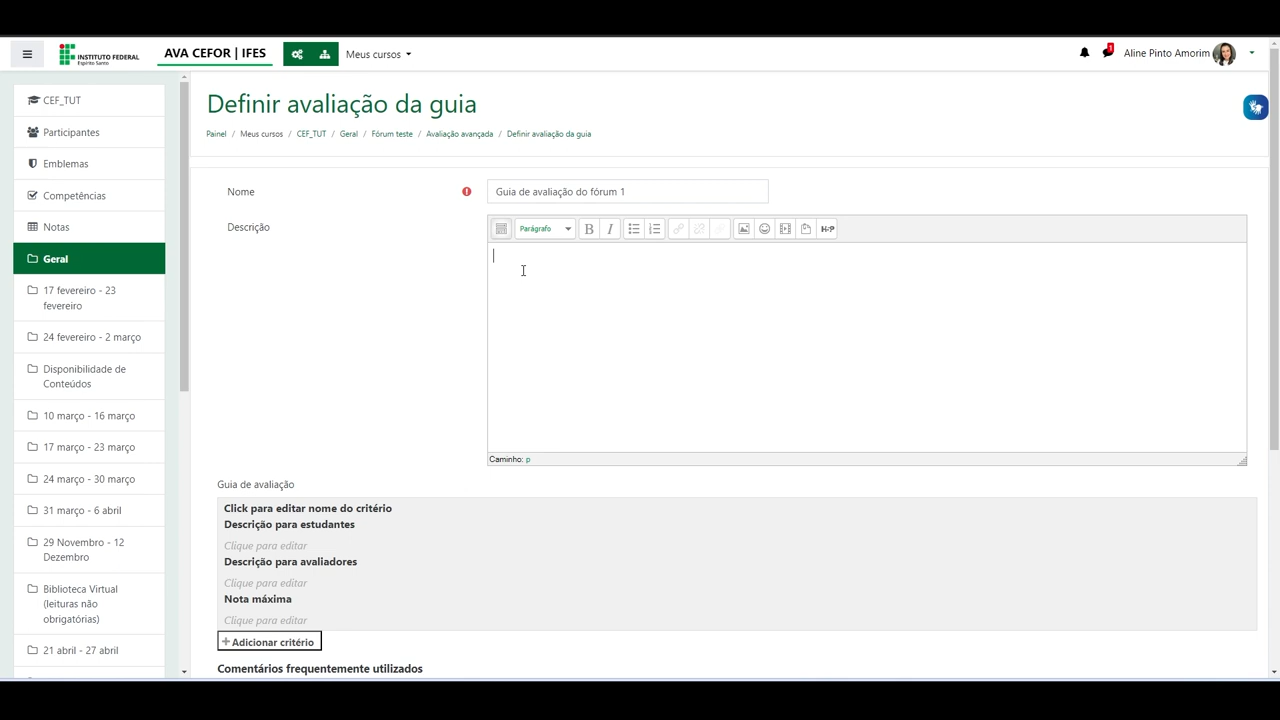 INSTITUTO FEDERAL
Espírito Santo
AVA CEFOR | IFES
Meus cursos
1
Aline Pinto Amorim
CEF_TUT
Participantes
Emblemas
Competências
Notas
Geral
17 fevereiro - 23
fevereiro
24 fevereiro - 2 março
Disponibilidade de
Conteúdos
10 março - 16 março
17 março - 23 março
24 março - 30 março
31 março - 6 abril
29 Novembro - 12
Dezembro
Biblioteca Virtual
(leituras não
obrigatórias)
21 abril - 27 abril
Definir avaliação da guia
Painel / Meus cursos / CEF_TUT / Geral / Fórum teste / Avaliação avançada / Definir avaliação da guia
Nome
Guia de avaliação do fórum 1
Descrição
Parágrafo
B I
H-P
Caminho: p
Guia de avaliação
Click para editar nome do critério
Descrição para estudantes
Clique para editar
Descrição para avaliadores
Clique para editar
Nota máxima
Clique para editar
+ Adicionar critério
Comentários frequentemente utilizados